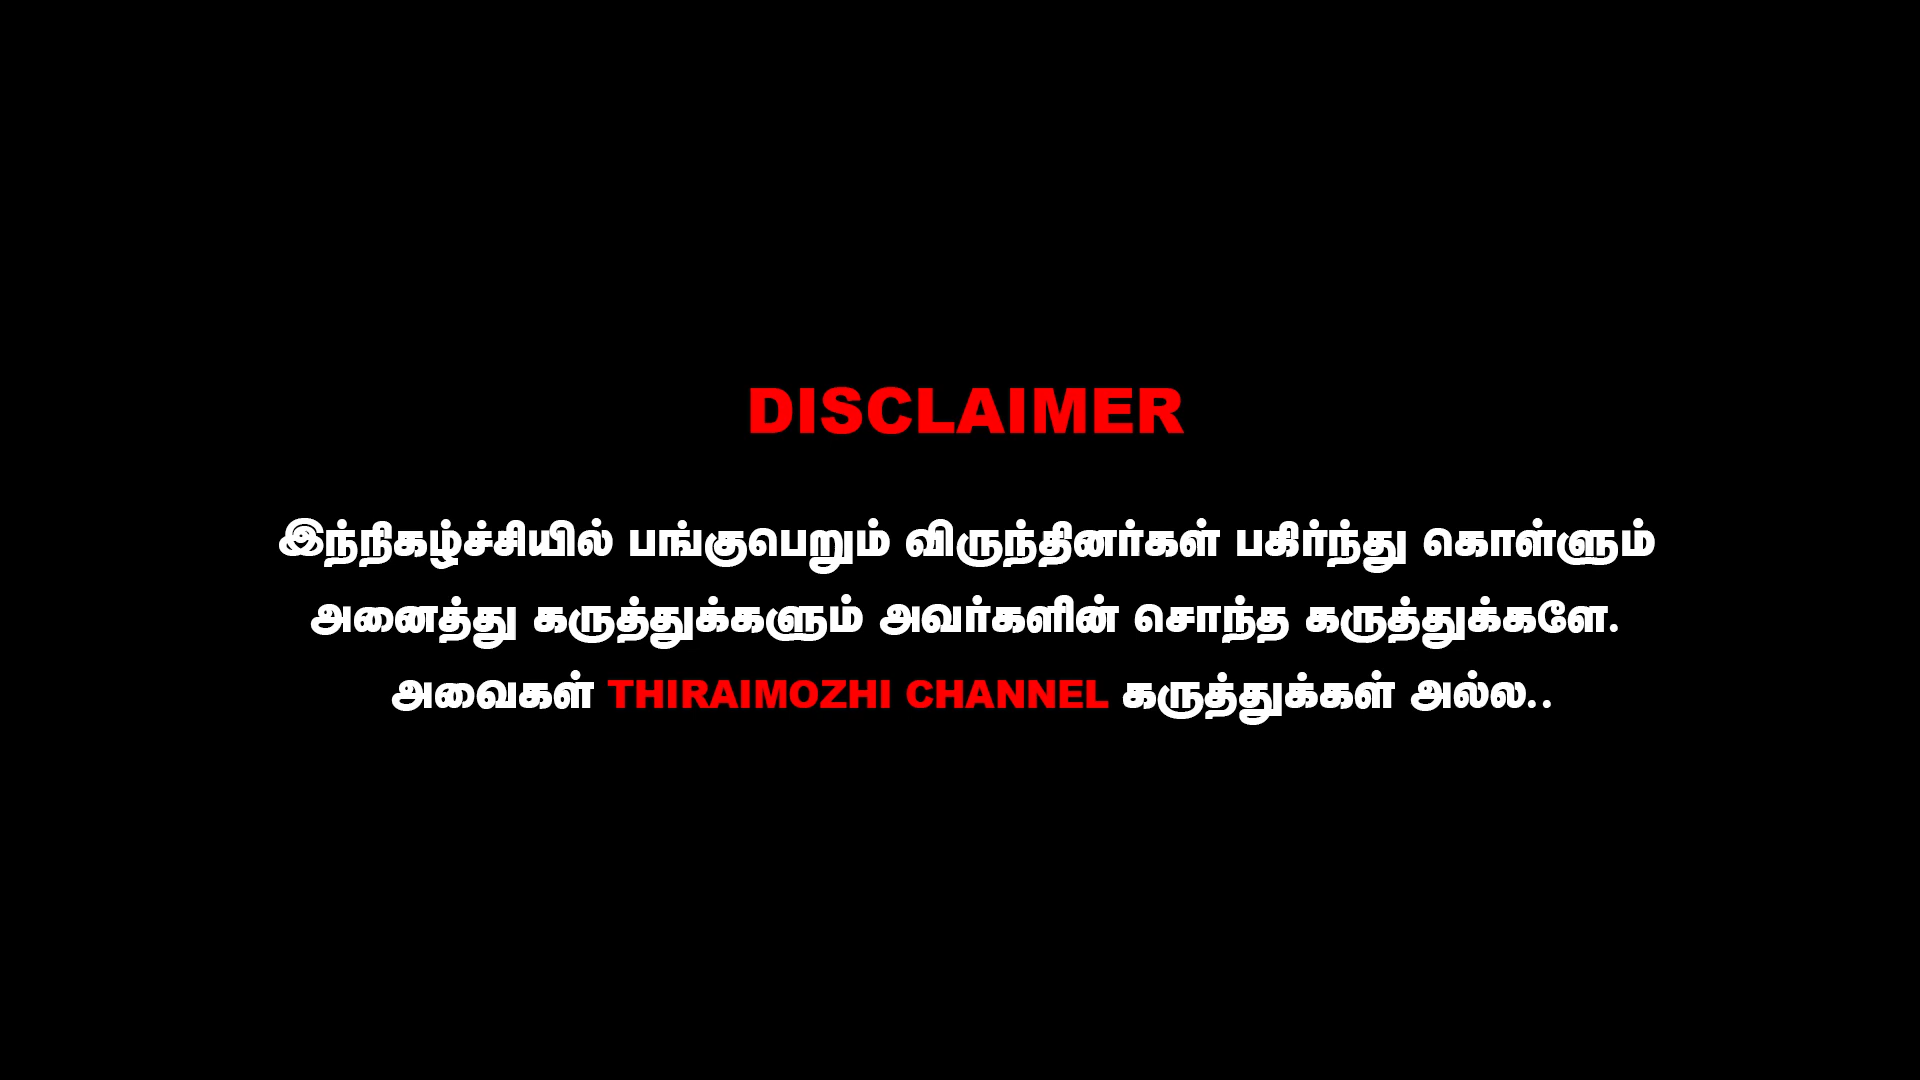 DISCLAIMER
இந்நிகழ்ச்சியில் பங்குபெறும் விருந்தினர்கள் பகிர்ந்து கொள்ளும்
அனைத்து கருத்துக்களும் அவர்களின் சொந்த கருத்துக்களே.
அவைகள் THIRAIMOZHI CHANNEL கருத்துக்கள் அல்ல..